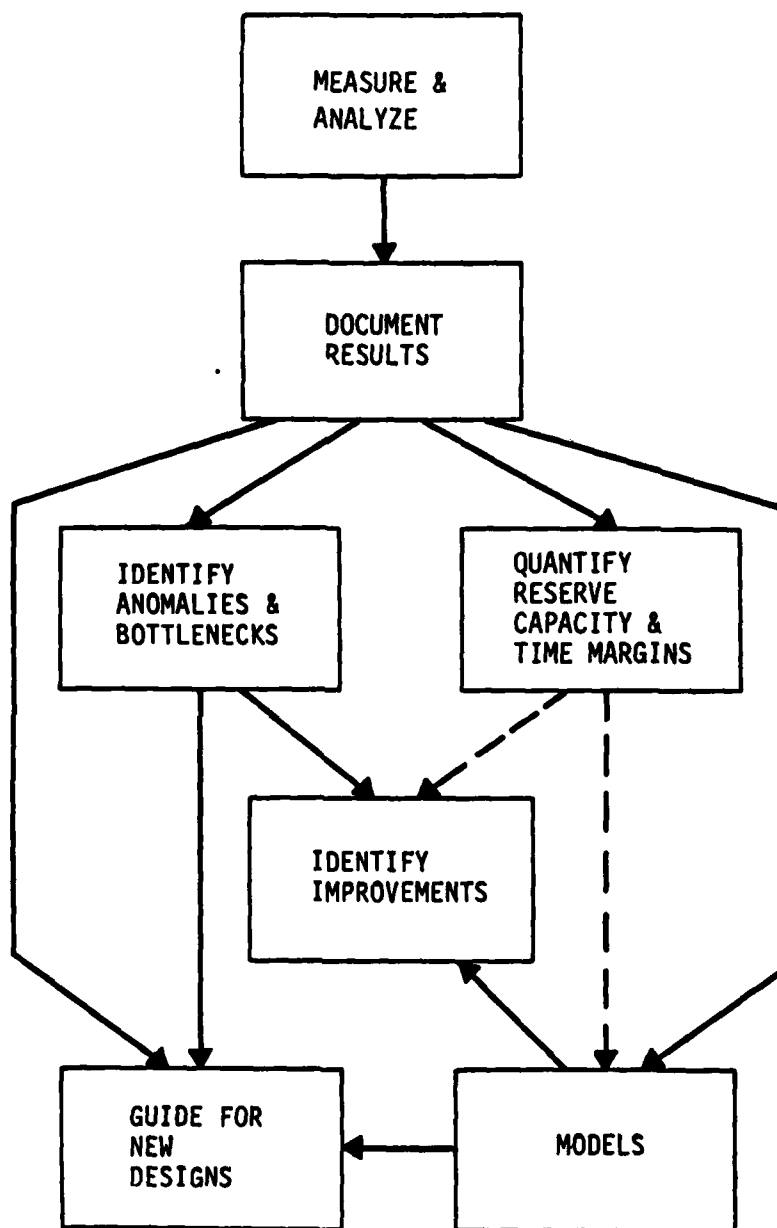 MEASURE &
ANALYZE
DOCUMENT
RESULTS
IDENTIFY
ANOMALIES &
BOTTLENECKS
QUANTIFY
RESERVE
CAPACITY &
TIME MARGINS
IDENTIFY
IMPROVEMENTS
GUIDE FOR
NEW
DESIGNS
MODELS